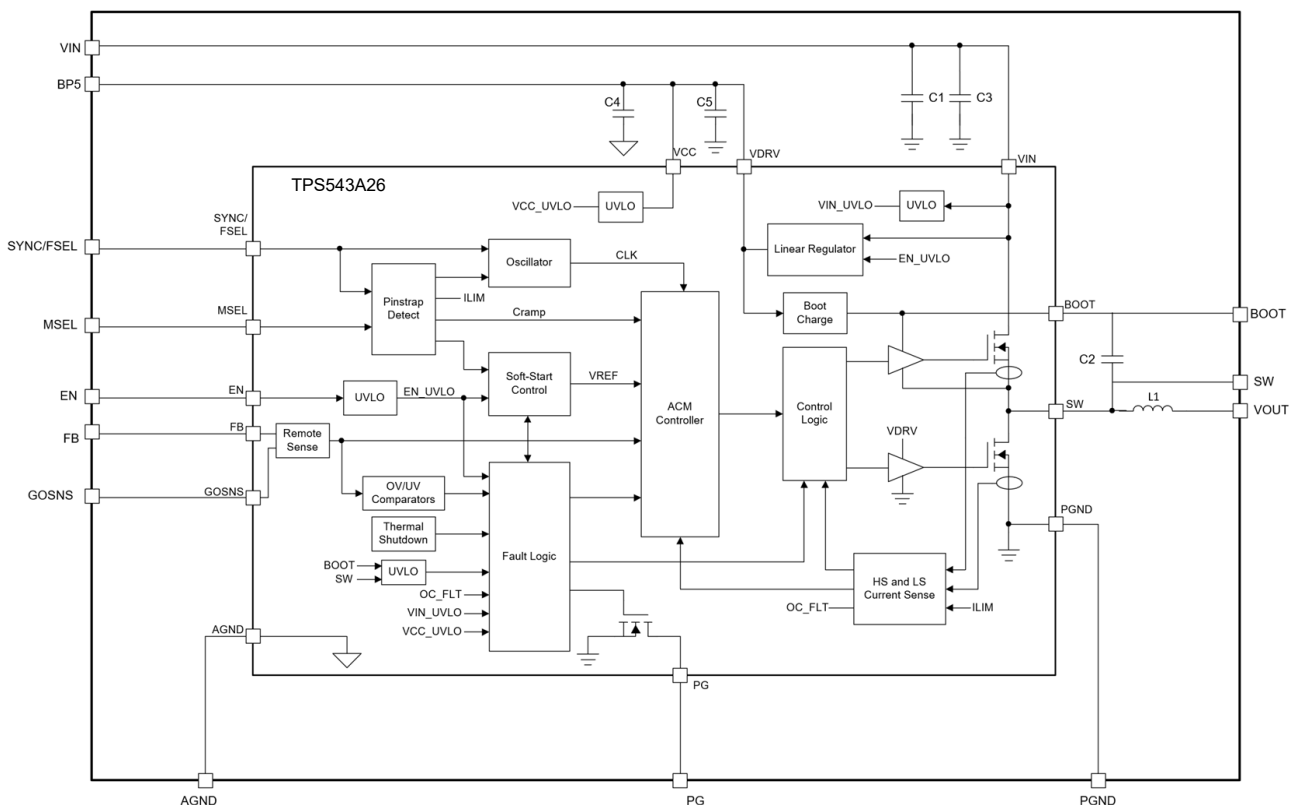 VIN
BP5
C4
C5
C1
C3
VCC
VDRV
VIN
TPS543A26
VCC_UVLO
UVLO
VIN_UVLO
UVLO
SYNC/
FSEL
SYNC/FSEL
Oscillator
CLK
Linear Regulator
EN_UVLO
Pinstrap
Detect
ILIM
MSEL
MSEL
Cramp
Boot
Charge
BOOT
BOOT
C2
Soft-Start
Control
VREF
ACM
Controller
Control
Logic
EN
EN
UVLO
EN_UVLO
SW
SW
L1
VOUT
FB
FB
Remote
Sense
VDRV
GOSNS
GOSNS
OV/UV
Comparators
Thermal
Shutdown
Fault Logic
BOOT
SW
UVLO
OC_FLT
VIN_UVLO
VCC_UVLO
HS and LS
Current Sense
OC_FLT
ILIM
PGND
AGND
PG
AGND
PG
PGND